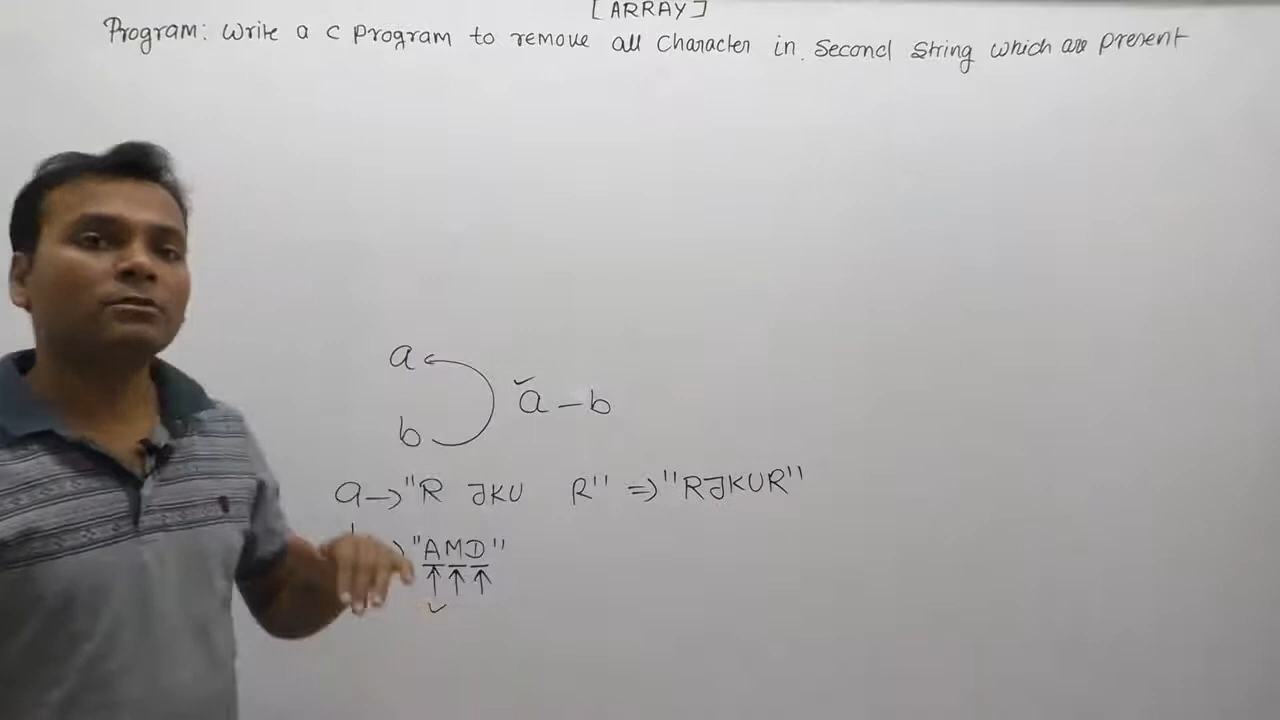 [ARRAY]
Program: Write a C Program to remove all Character in Second String which are present
a
a - b
b
a → "R JKU R" => "RJKUR"
"AMD"